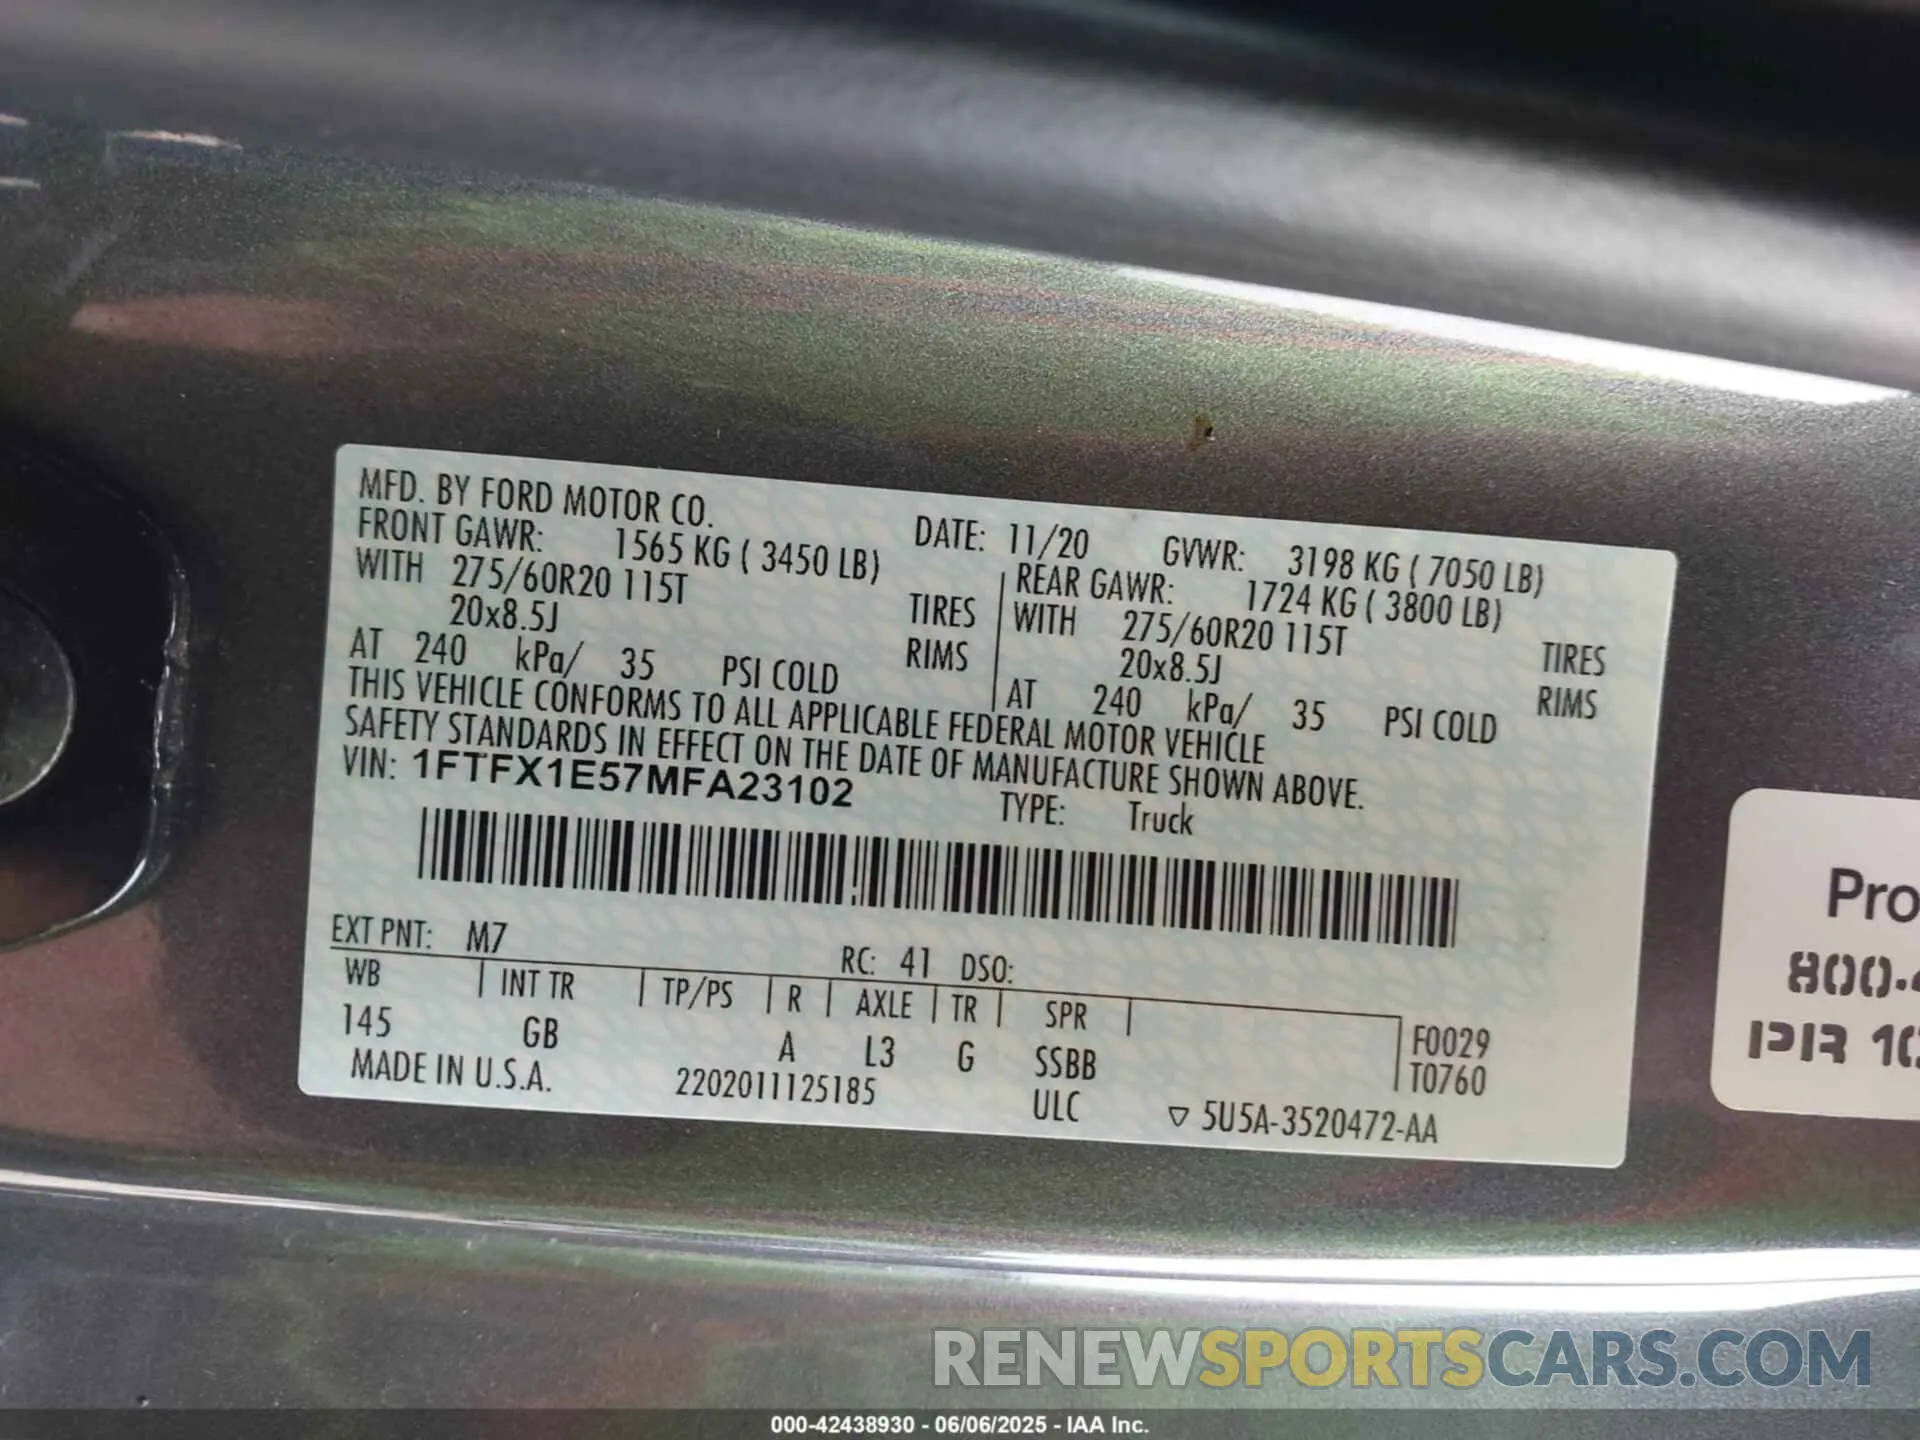 MFD. BY FORD MOTOR CO. DATE: 11/20 GVWR: 3198 KG ( 7050 LB)
FRONT GAWR: 1565 KG ( 3450 LB) REAR GAWR: 1724 KG ( 3800 LB)
WITH 275/60R20 115T TIRES WITH 275/60R20 115T TIRES
20x8.5J RIMS 20x8.5J RIMS
AT 240 kPa/ 35 PSI COLD AT 240 kPa/ 35 PSI COLD
THIS VEHICLE CONFORMS TO ALL APPLICABLE FEDERAL MOTOR VEHICLE
SAFETY STANDARDS IN EFFECT ON THE DATE OF MANUFACTURE SHOWN ABOVE.
VIN: 1FTFX1E57MFA23102 TYPE: Truck
EXT PNT: M7 RC: 41 DSO:
WB INT TR TP/PS R AXLE TR SPR
145 GB A L3 G SSBB F0029
T0760
MADE IN U.S.A. 2202011125185 ULC ▽ 5U5A-3520472-AA
Pro
800-4
RENEWSPORTSCARS.COM
000-42438930 - 06/06/2025 - IAA Inc.